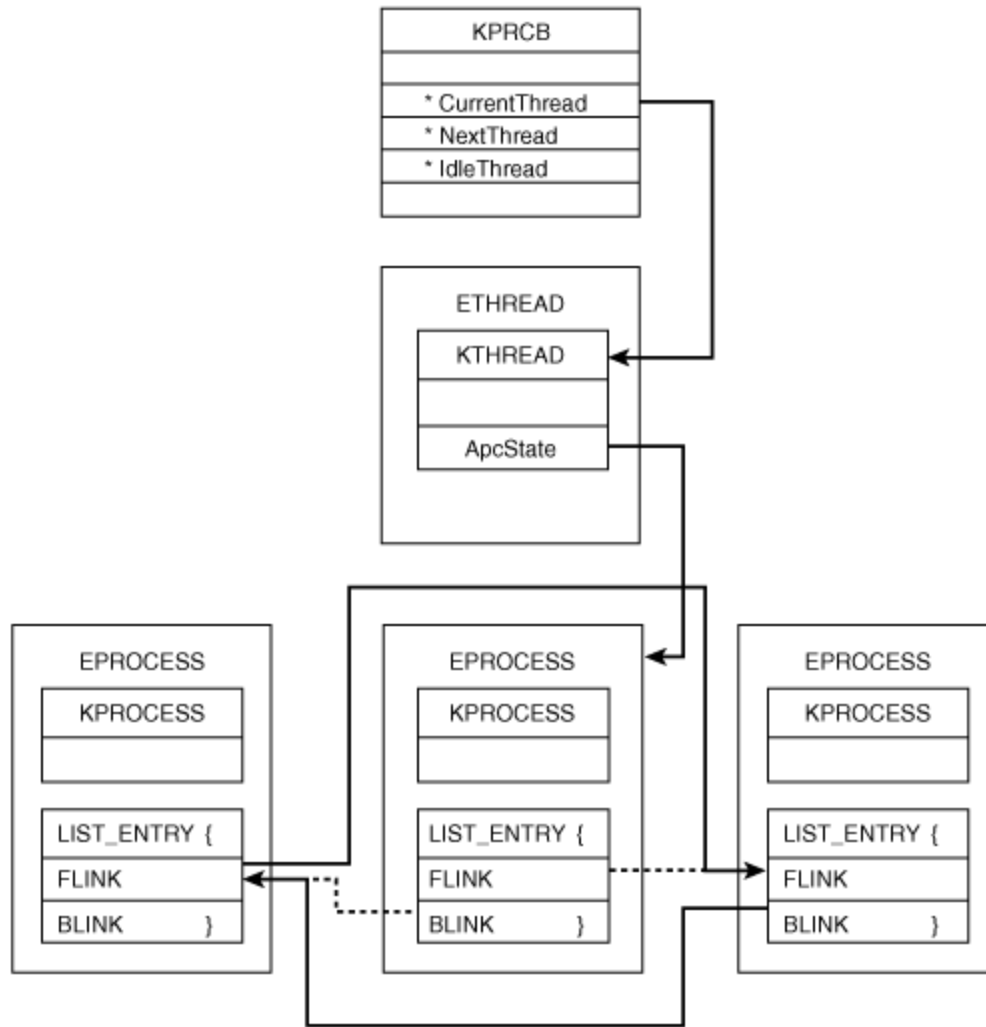 KPRCB
* CurrentThread
* NextThread
* IdleThread
ETHREAD
KTHREAD
ApcState
EPROCESS
KPROCESS
LIST_ENTRY {
FLINK
BLINK }
EPROCESS
KPROCESS
LIST_ENTRY {
FLINK
BLINK }
EPROCESS
KPROCESS
LIST_ENTRY {
FLINK
BLINK }